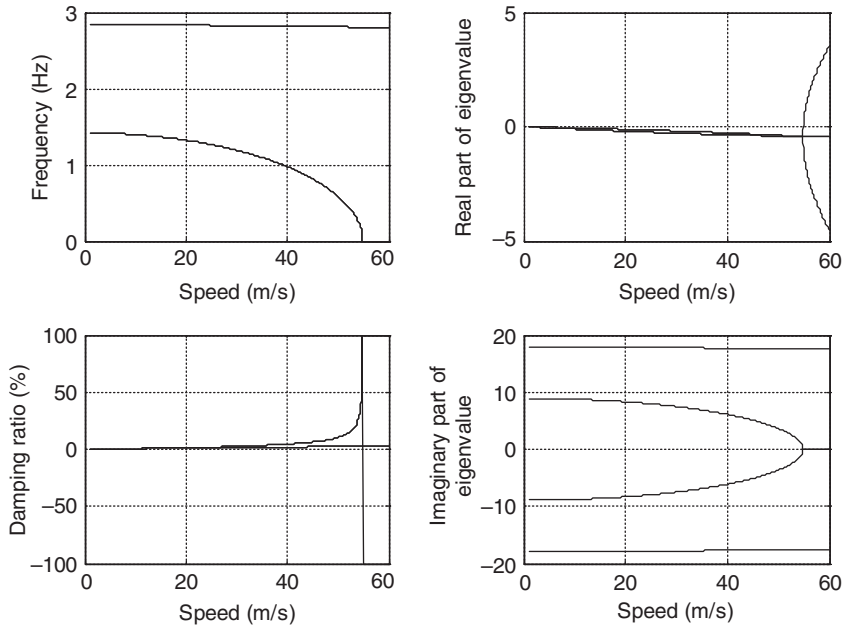 3
2
1
0
Frequency (Hz)
0 20 40 60
Speed (m/s)
5
0
−5
Real part of eigenvalue
0 20 40 60
Speed (m/s)
100
50
0
−50
−100
Damping ratio (%)
0 20 40 60
Speed (m/s)
20
10
0
−10
−20
Imaginary part of
eigenvalue
0 20 40 60
Speed (m/s)